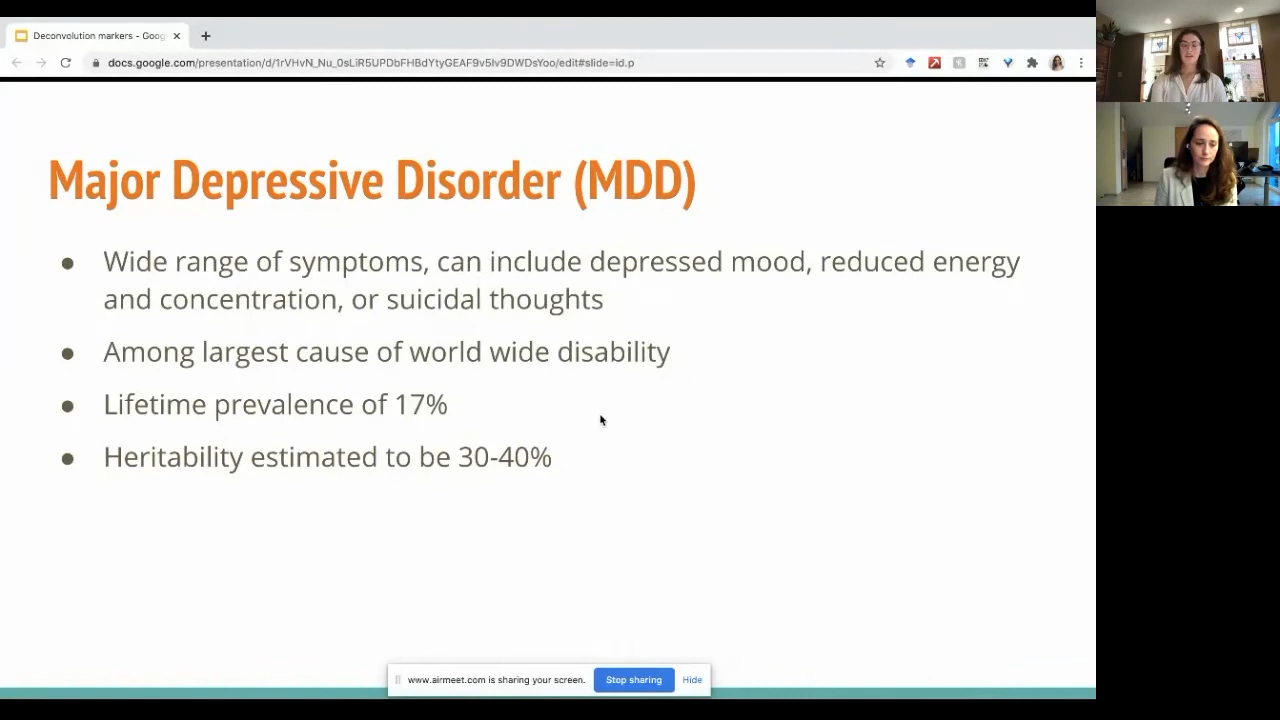 Deconvolution markers - Goog
docs.google.com/presentation/d/1rVHvN_Nu_0sLiR5UPDbFHBdYtyGEAF9v5Iv9DWDsYoo/edit#slide=id.p
Major Depressive Disorder (MDD)
● Wide range of symptoms, can include depressed mood, reduced energy
and concentration, or suicidal thoughts
● Among largest cause of world wide disability
● Lifetime prevalence of 17%
● Heritability estimated to be 30-40%
www.airmeet.com is sharing your screen. Stop sharing Hide